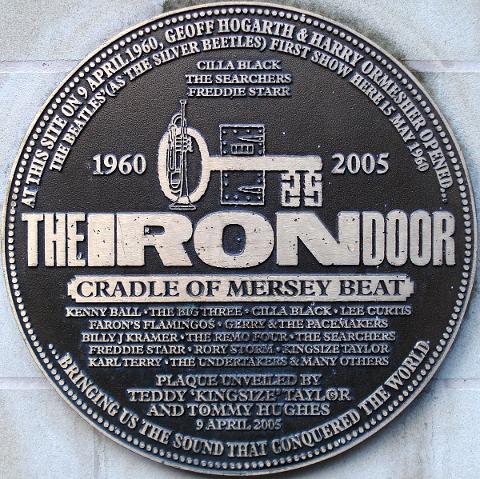 AT THIS SITE ON 9 APRIL 1960, GEOFF HOGARTH & HARRY ORMESHER OPENED...
THE BEATLES' (AS THE SILVER BEETLES) FIRST SHOW HERE 15 MAY 1960
CILLA BLACK
THE SEARCHERS
FREDDIE STARR
1960 2005
THE IRON DOOR
CRADLE OF MERSEY BEAT
KENNY BALL · THE BIG THREE · CILLA BLACK · LEE CURTIS
FARON'S FLAMINGOS · GERRY & THE PACEMAKERS
BILLY J KRAMER · THE REMO FOUR · THE SEARCHERS
FREDDIE STARR · RORY STORM · KINGSIZE TAYLOR
KARL TERRY · THE UNDERTAKERS & MANY OTHERS
PLAQUE UNVEILED BY
TEDDY 'KINGSIZE' TAYLOR
AND TOMMY HUGHES
9 APRIL 2005
...BRINGING US THE SOUND THAT CONQUERED THE WORLD